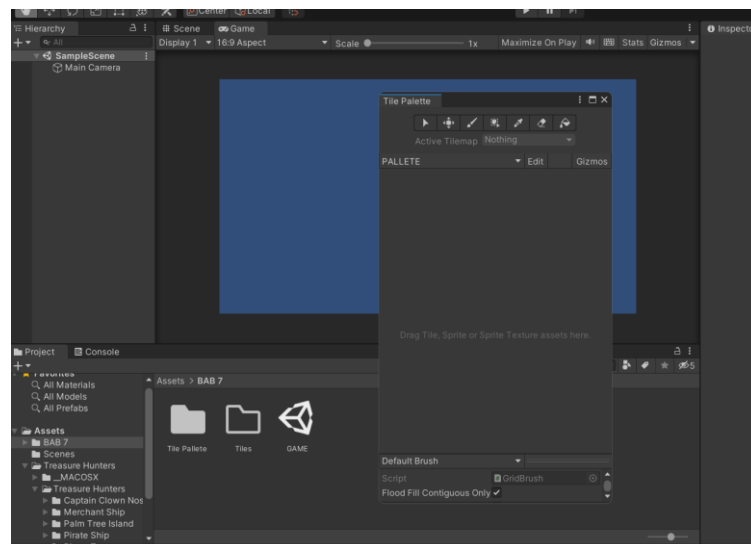 Center Local
Hierarchy
All
SampleScene
Main Camera
Scene Game
Display 1 16:9 Aspect Scale 1x Maximize On Play Stats Gizmos
Tile Palette
Active Tilemap Nothing
PALLETE Edit Gizmos
Drag Tile, Sprite or Sprite Texture assets here.
Default Brush
Script GridBrush
Flood Fill Contiguous Only
Project Console
5
Favorites
All Materials
All Models
All Prefabs
Assets
BAB 7
Scenes
Treasure Hunters
__MACOSX
Treasure Hunters
Captain Clown Nos
Merchant Ship
Palm Tree Island
Pirate Ship
Assets > BAB 7
Tile Pallete Tiles GAME